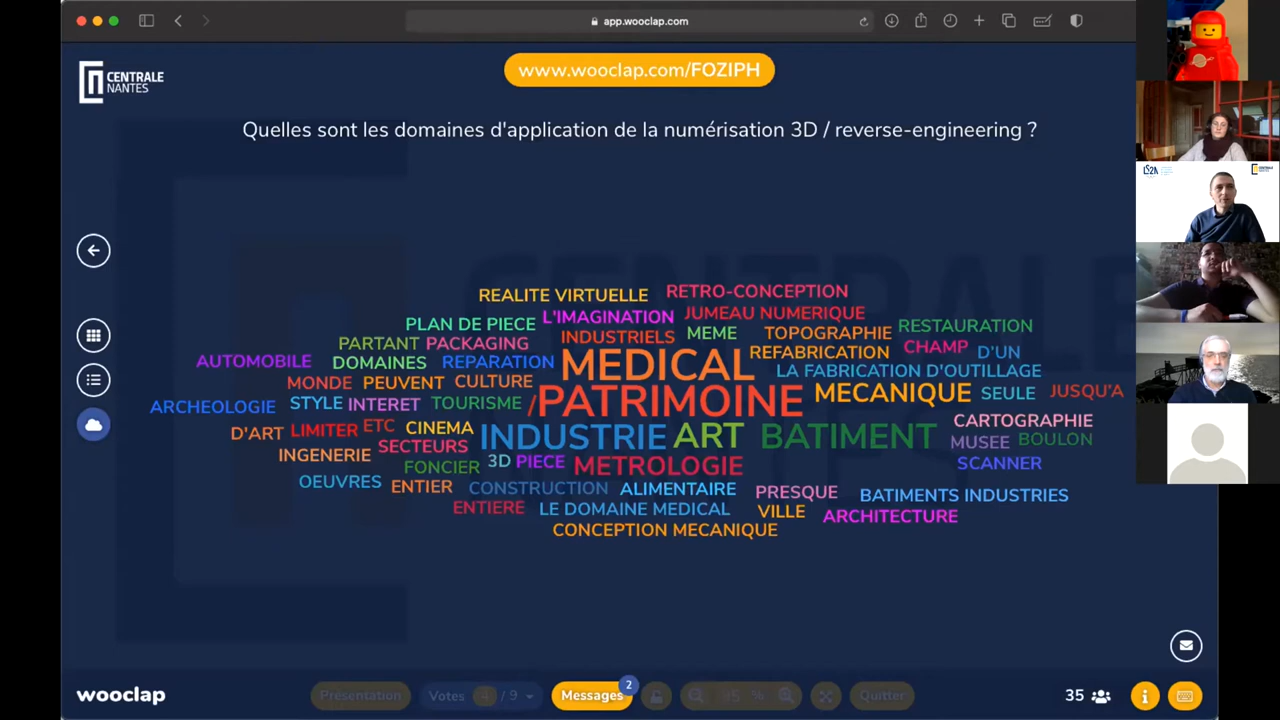 app.wooclap.com
www.wooclap.com/FOZIPH
CENTRALE
NANTES
Quelles sont les domaines d'application de la numérisation 3D / reverse-engineering ?
REALITE VIRTUELLE RETRO-CONCEPTION
PLAN DE PIECE L'IMAGINATION JUMEAU NUMERIQUE
PARTANT PACKAGING INDUSTRIELS MEME TOPOGRAPHIE RESTAURATION
AUTOMOBILE DOMAINES REPARATION MEDICAL REFABRICATION CHAMP D'UN
LA FABRICATION D'OUTILLAGE
MONDE PEUVENT CULTURE /PATRIMOINE MECANIQUE SEULE JUSQU'A
ARCHEOLOGIE STYLE INTERET TOURISME
CARTOGRAPHIE
D'ART LIMITER ETC CINEMA INDUSTRIE ART BATIMENT MUSEE BOULON
INGENERIE SECTEURS
FONCIER 3D PIECE METROLOGIE SCANNER
OEUVRES ENTIER CONSTRUCTION ALIMENTAIRE PRESQUE BATIMENTS INDUSTRIES
ENTIERE LE DOMAINE MEDICAL VILLE ARCHITECTURE
CONCEPTION MECANIQUE
wooclap
Présentation
Votes 4 / 9
Messages
2
%
Quitter
35